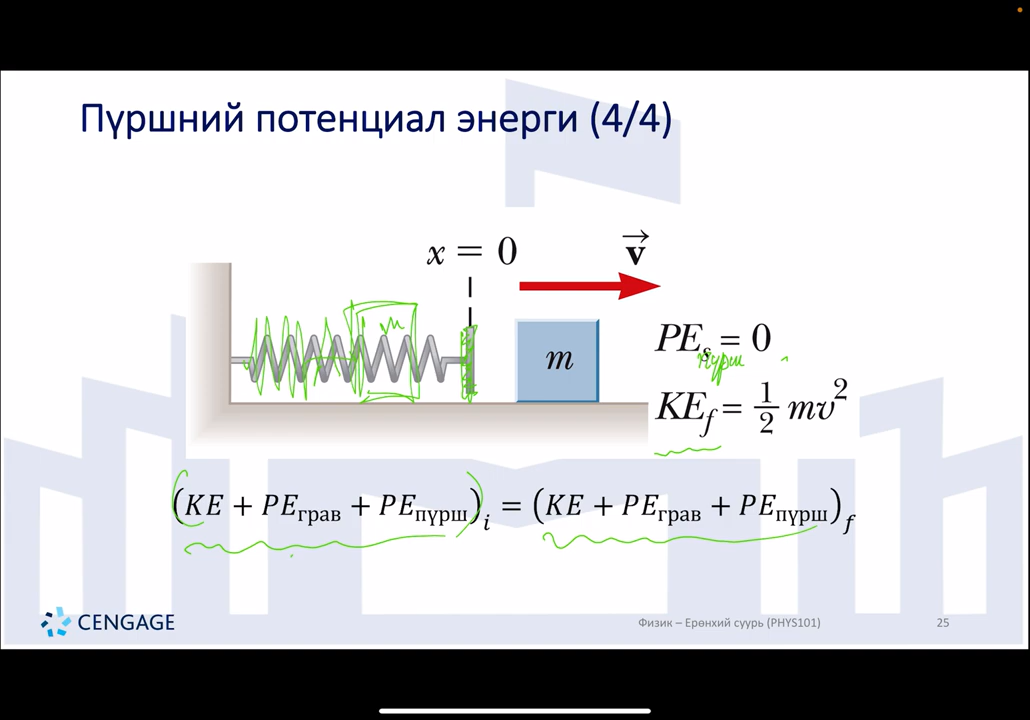 Пүршний потенциал энерги (4/4)
x = 0
v
m
m
PEs = 0
пүрш
KEf = 1/2 mv²
(KE + PEграв + PEпүрш)i = (KE + PEграв + PEпүрш)f
CENGAGE
Физик – Ерөнхий суурь (PHYS101)
25